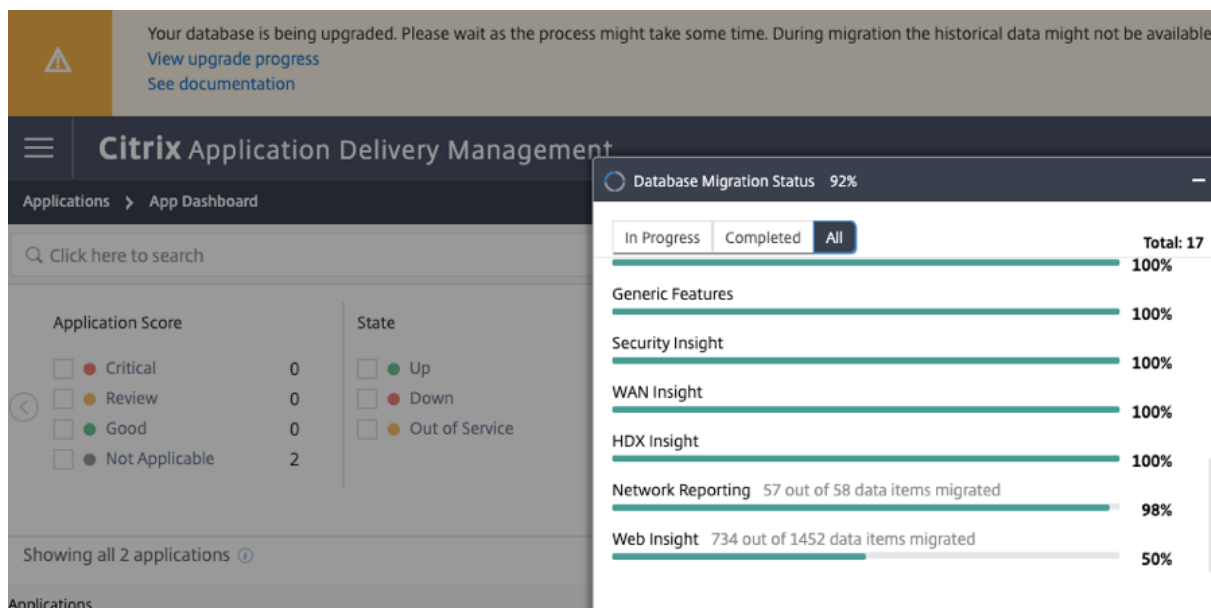 Your database is being upgraded. Please wait as the process might take some time. During migration the historical data might not be available
View upgrade progress
See documentation
Citrix Application Delivery Management
Applications > App Dashboard
Click here to search
Application Score
Critical 0
Review 0
Good 0
Not Applicable 2
State
Up
Down
Out of Service
Showing all 2 applications
Applications
Database Migration Status 92%
In Progress Completed All
Total: 17
100%
Generic Features
100%
Security Insight
100%
WAN Insight
100%
HDX Insight
100%
Network Reporting 57 out of 58 data items migrated
98%
Web Insight 734 out of 1452 data items migrated
50%